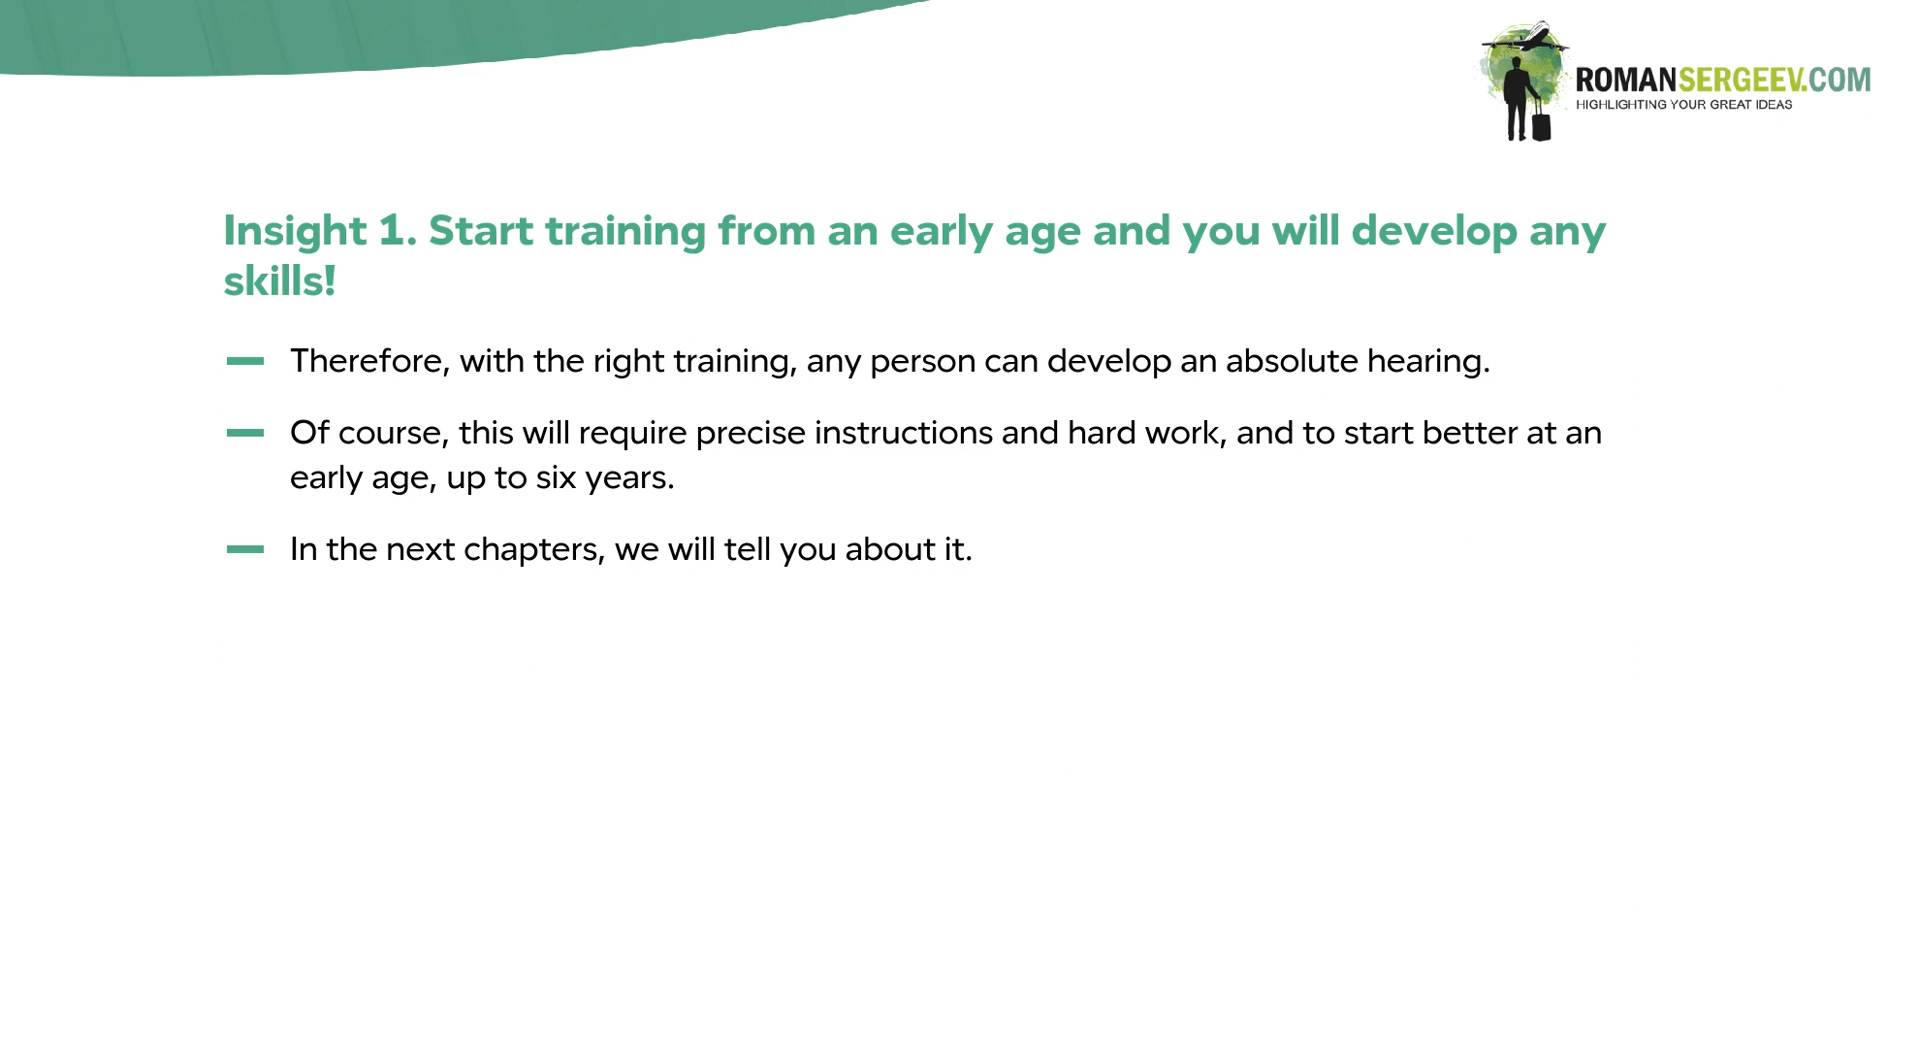 ROMANSERGEEV.COM
HIGHLIGHTING YOUR GREAT IDEAS
Insight 1. Start training from an early age and you will develop any
skills!
Therefore, with the right training, any person can develop an absolute hearing.
Of course, this will require precise instructions and hard work, and to start better at an
early age, up to six years.
In the next chapters, we will tell you about it.